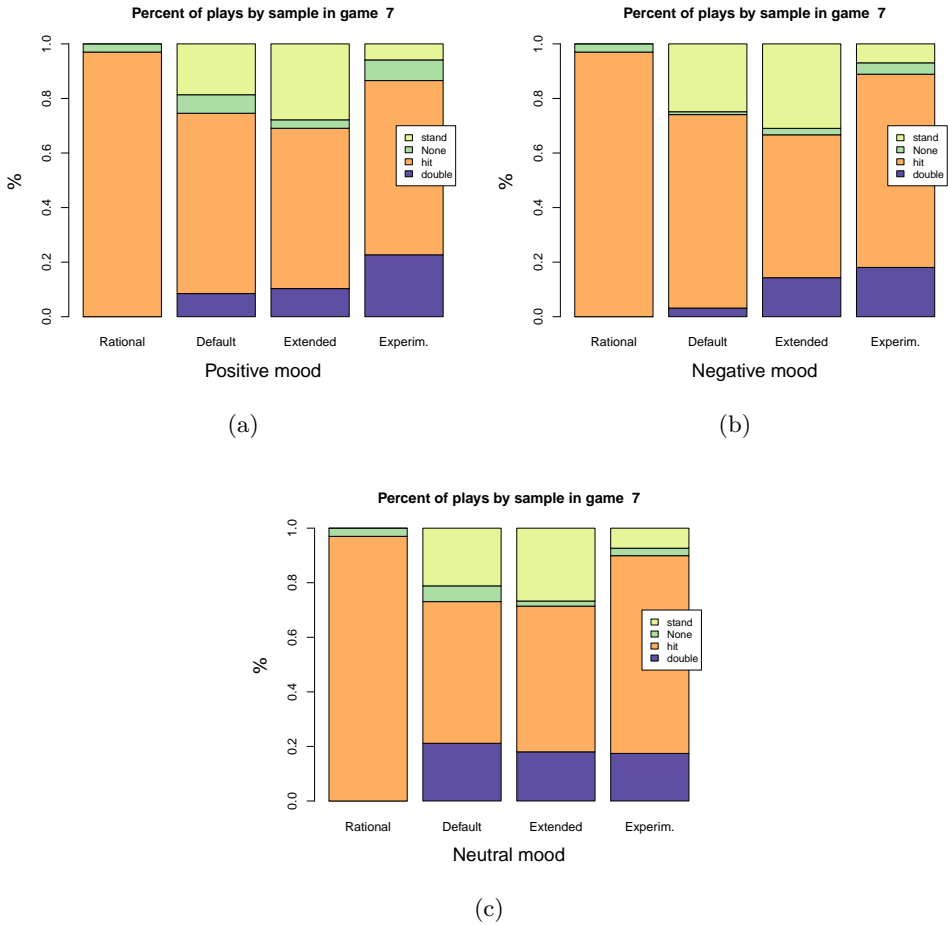 Percent of plays by sample in game 7
1.0
0.8
0.6
0.4
0.2
0.0
%
stand
None
hit
double
Rational Default Extended Experim.
Positive mood
(a)
Percent of plays by sample in game 7
1.0
0.8
0.6
0.4
0.2
0.0
%
stand
None
hit
double
Rational Default Extended Experim.
Negative mood
(b)
Percent of plays by sample in game 7
1.0
0.8
0.6
0.4
0.2
0.0
%
stand
None
hit
double
Rational Default Extended Experim.
Neutral mood
(c)